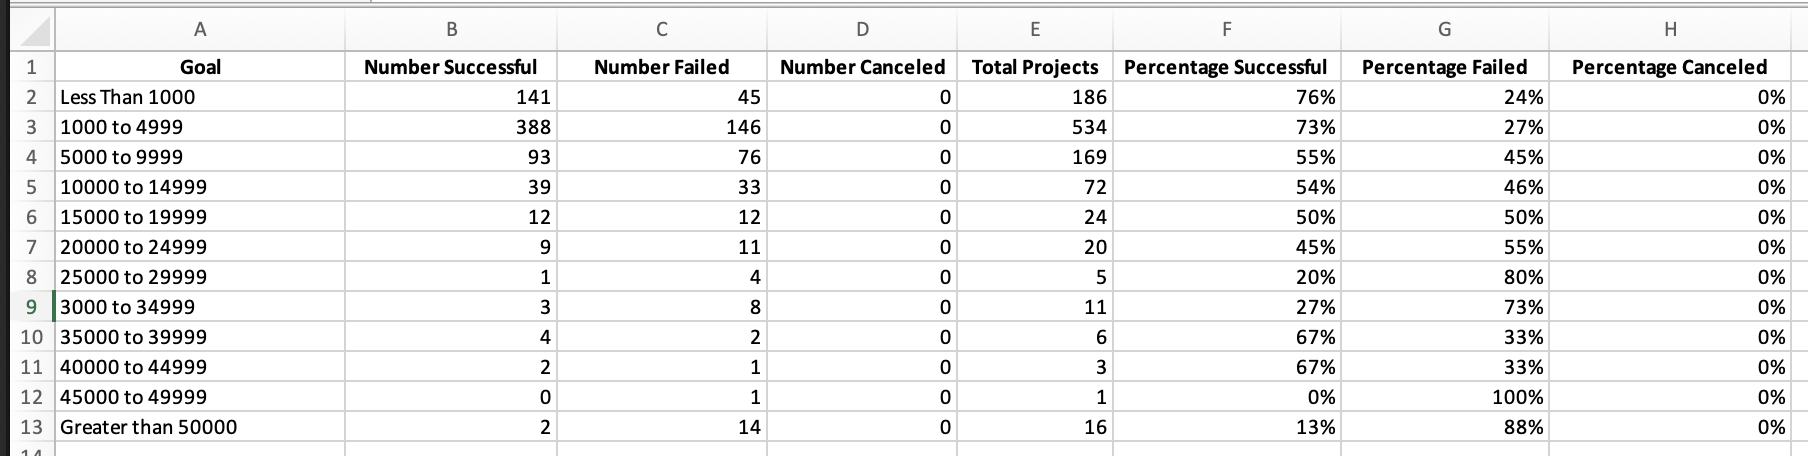 A B C D E F G H
1 Goal Number Successful Number Failed Number Canceled Total Projects Percentage Successful Percentage Failed Percentage Canceled
2 Less Than 1000 141 45 0 186 76% 24% 0%
3 1000 to 4999 388 146 0 534 73% 27% 0%
4 5000 to 9999 93 76 0 169 55% 45% 0%
5 10000 to 14999 39 33 0 72 54% 46% 0%
6 15000 to 19999 12 12 0 24 50% 50% 0%
7 20000 to 24999 9 11 0 20 45% 55% 0%
8 25000 to 29999 1 4 0 5 20% 80% 0%
9 3000 to 34999 3 8 0 11 27% 73% 0%
10 35000 to 39999 4 2 0 6 67% 33% 0%
11 40000 to 44999 2 1 0 3 67% 33% 0%
12 45000 to 49999 0 1 0 1 0% 100% 0%
13 Greater than 50000 2 14 0 16 13% 88% 0%
14